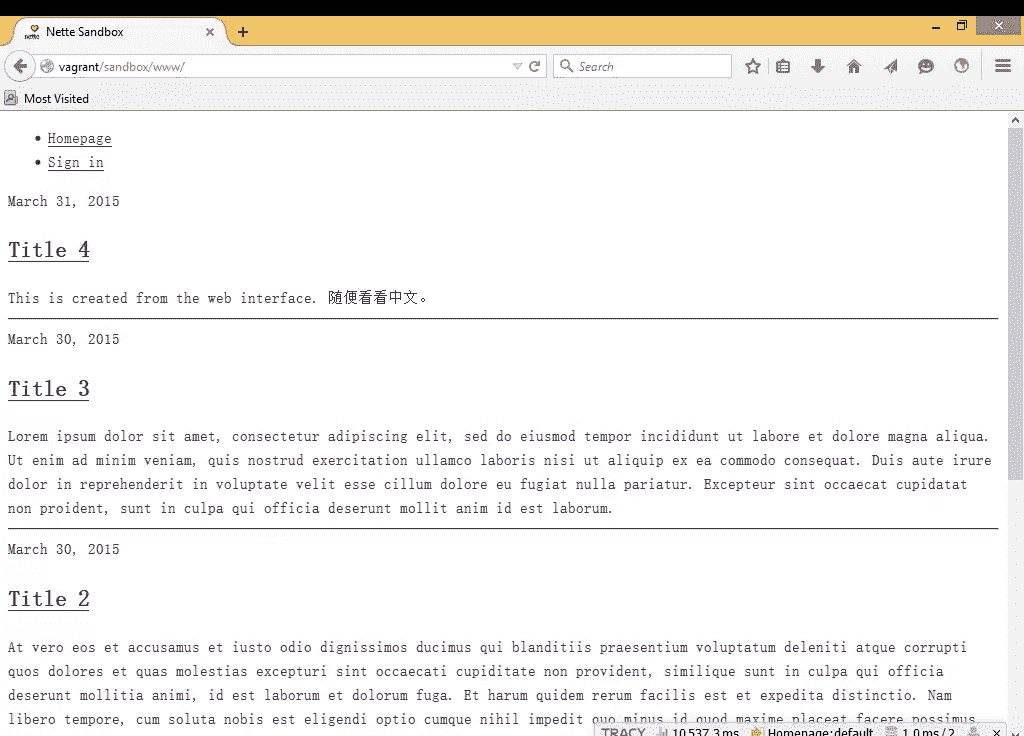 Nette Sandbox
vagrant/sandbox/www/
Search
Most Visited
Homepage
Sign in
March 31, 2015
Title 4
This is created from the web interface. 随便看看中文。
March 30, 2015
Title 3
Lorem ipsum dolor sit amet, consectetur adipiscing elit, sed do eiusmod tempor incididunt ut labore et dolore magna aliqua.
Ut enim ad minim veniam, quis nostrud exercitation ullamco laboris nisi ut aliquip ex ea commodo consequat. Duis aute irure
dolor in reprehenderit in voluptate velit esse cillum dolore eu fugiat nulla pariatur. Excepteur sint occaecat cupidatat
non proident, sunt in culpa qui officia deserunt mollit anim id est laborum.
March 30, 2015
Title 2
At vero eos et accusamus et iusto odio dignissimos ducimus qui blanditiis praesentium voluptatum deleniti atque corrupti
quos dolores et quas molestias excepturi sint occaecati cupiditate non provident, similique sunt in culpa qui officia
deserunt mollitia animi, id est laborum et dolorum fuga. Et harum quidem rerum facilis est et expedita distinctio. Nam
libero tempore, cum soluta nobis est eligendi optio cumque nihil impedit quo minus id quod maxime placeat facere possimus,
TRACY 10 537.3 ms Homepage:default 1.0 ms / 2